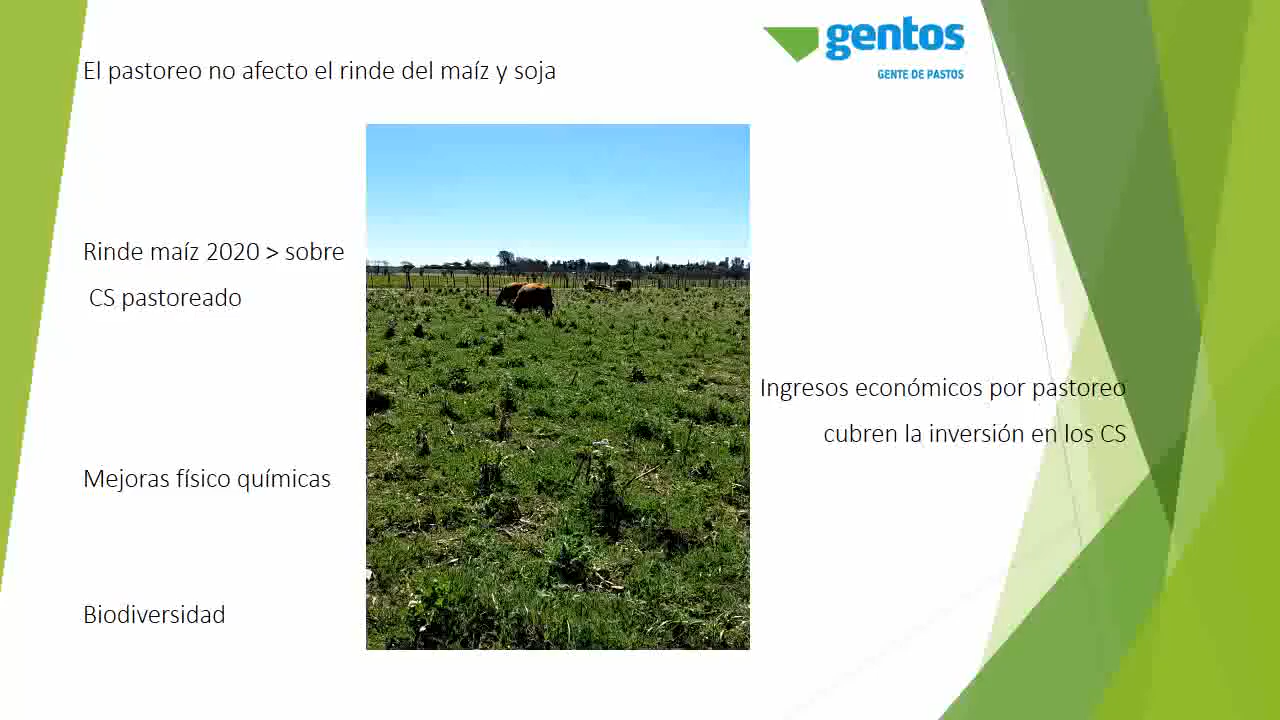 gentos
GENTE DE PASTOS
El pastoreo no afecto el rinde del maíz y soja
Rinde maíz 2020 > sobre
CS pastoreado
Ingresos económicos por pastoreo
cubren la inversión en los CS
Mejoras físico químicas
Biodiversidad